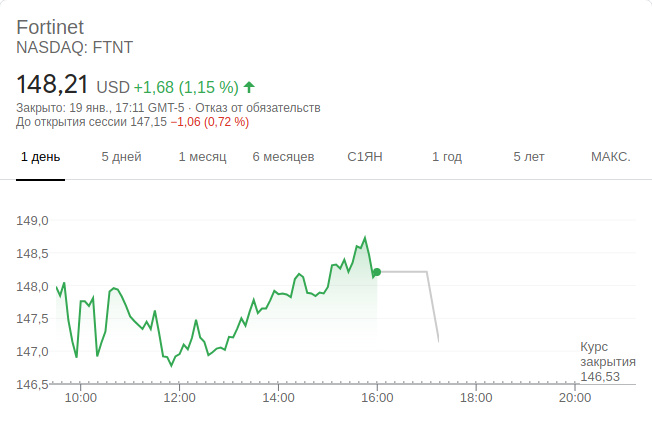 Fortinet
NASDAQ: FTNT
148,21 USD +1,68 (1,15 %)
Закрыто: 19 янв., 17:11 GMT-5 · Отказ от обязательств
До открытия сессии 147,15 −1,06 (0,72 %)
1 день 5 дней 1 месяц 6 месяцев С1ЯН 1 год 5 лет МАКС.
149,0
148,5
148,0
147,5
147,0
Курс
закрытия
146,53
146,5
10:00 12:00 14:00 16:00 18:00 20:00